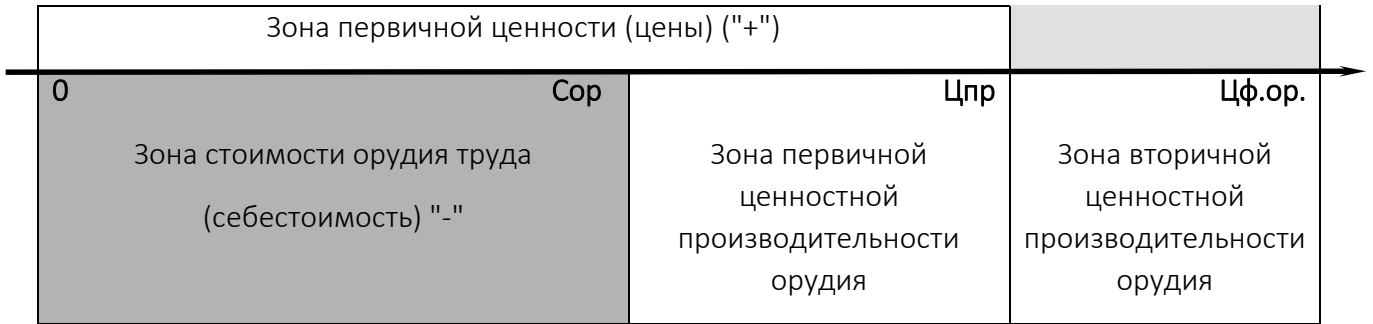 Зона первичной ценности (цены) ("+")
0 Сор Цпр Цф.ор.
Зона стоимости орудия труда
(себестоимость) "-"
Зона первичной
ценностной
производительности
орудия
Зона вторичной
ценностной
производительности
орудия